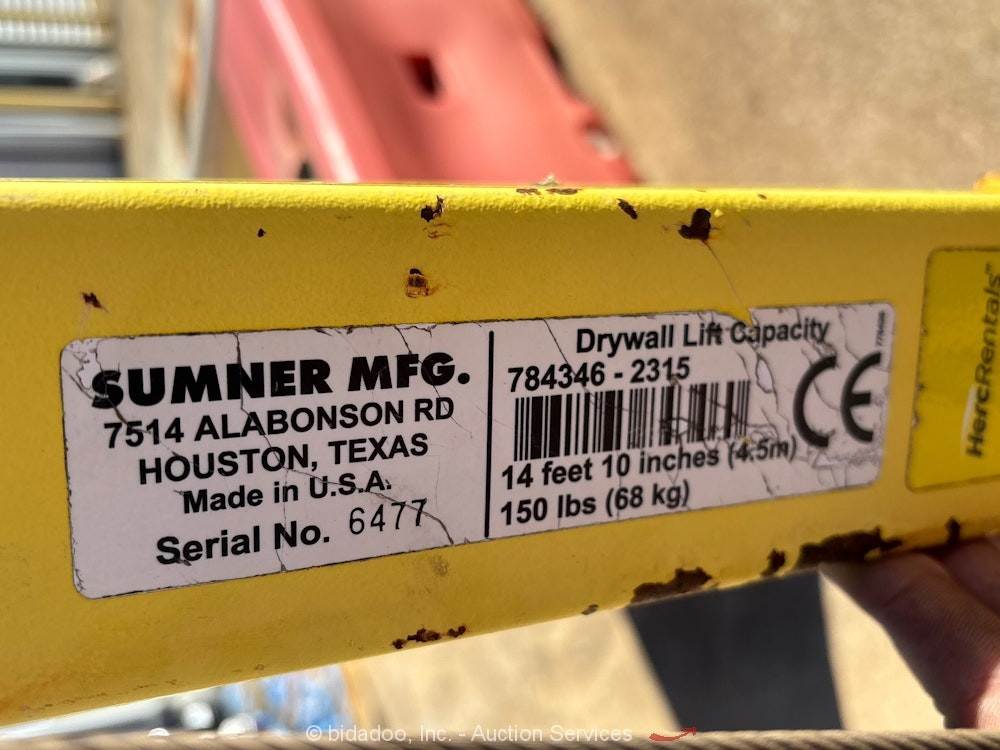 SUMNER MFG.
7514 ALABONSON RD
HOUSTON, TEXAS
Made in U.S.A.
Serial No. 6477
Drywall Lift Capacity
784346 - 2315
14 feet 10 inches (4.5m)
150 lbs (68 kg)
CE
HercRentals™
© bidadoo, Inc. - Auction Services